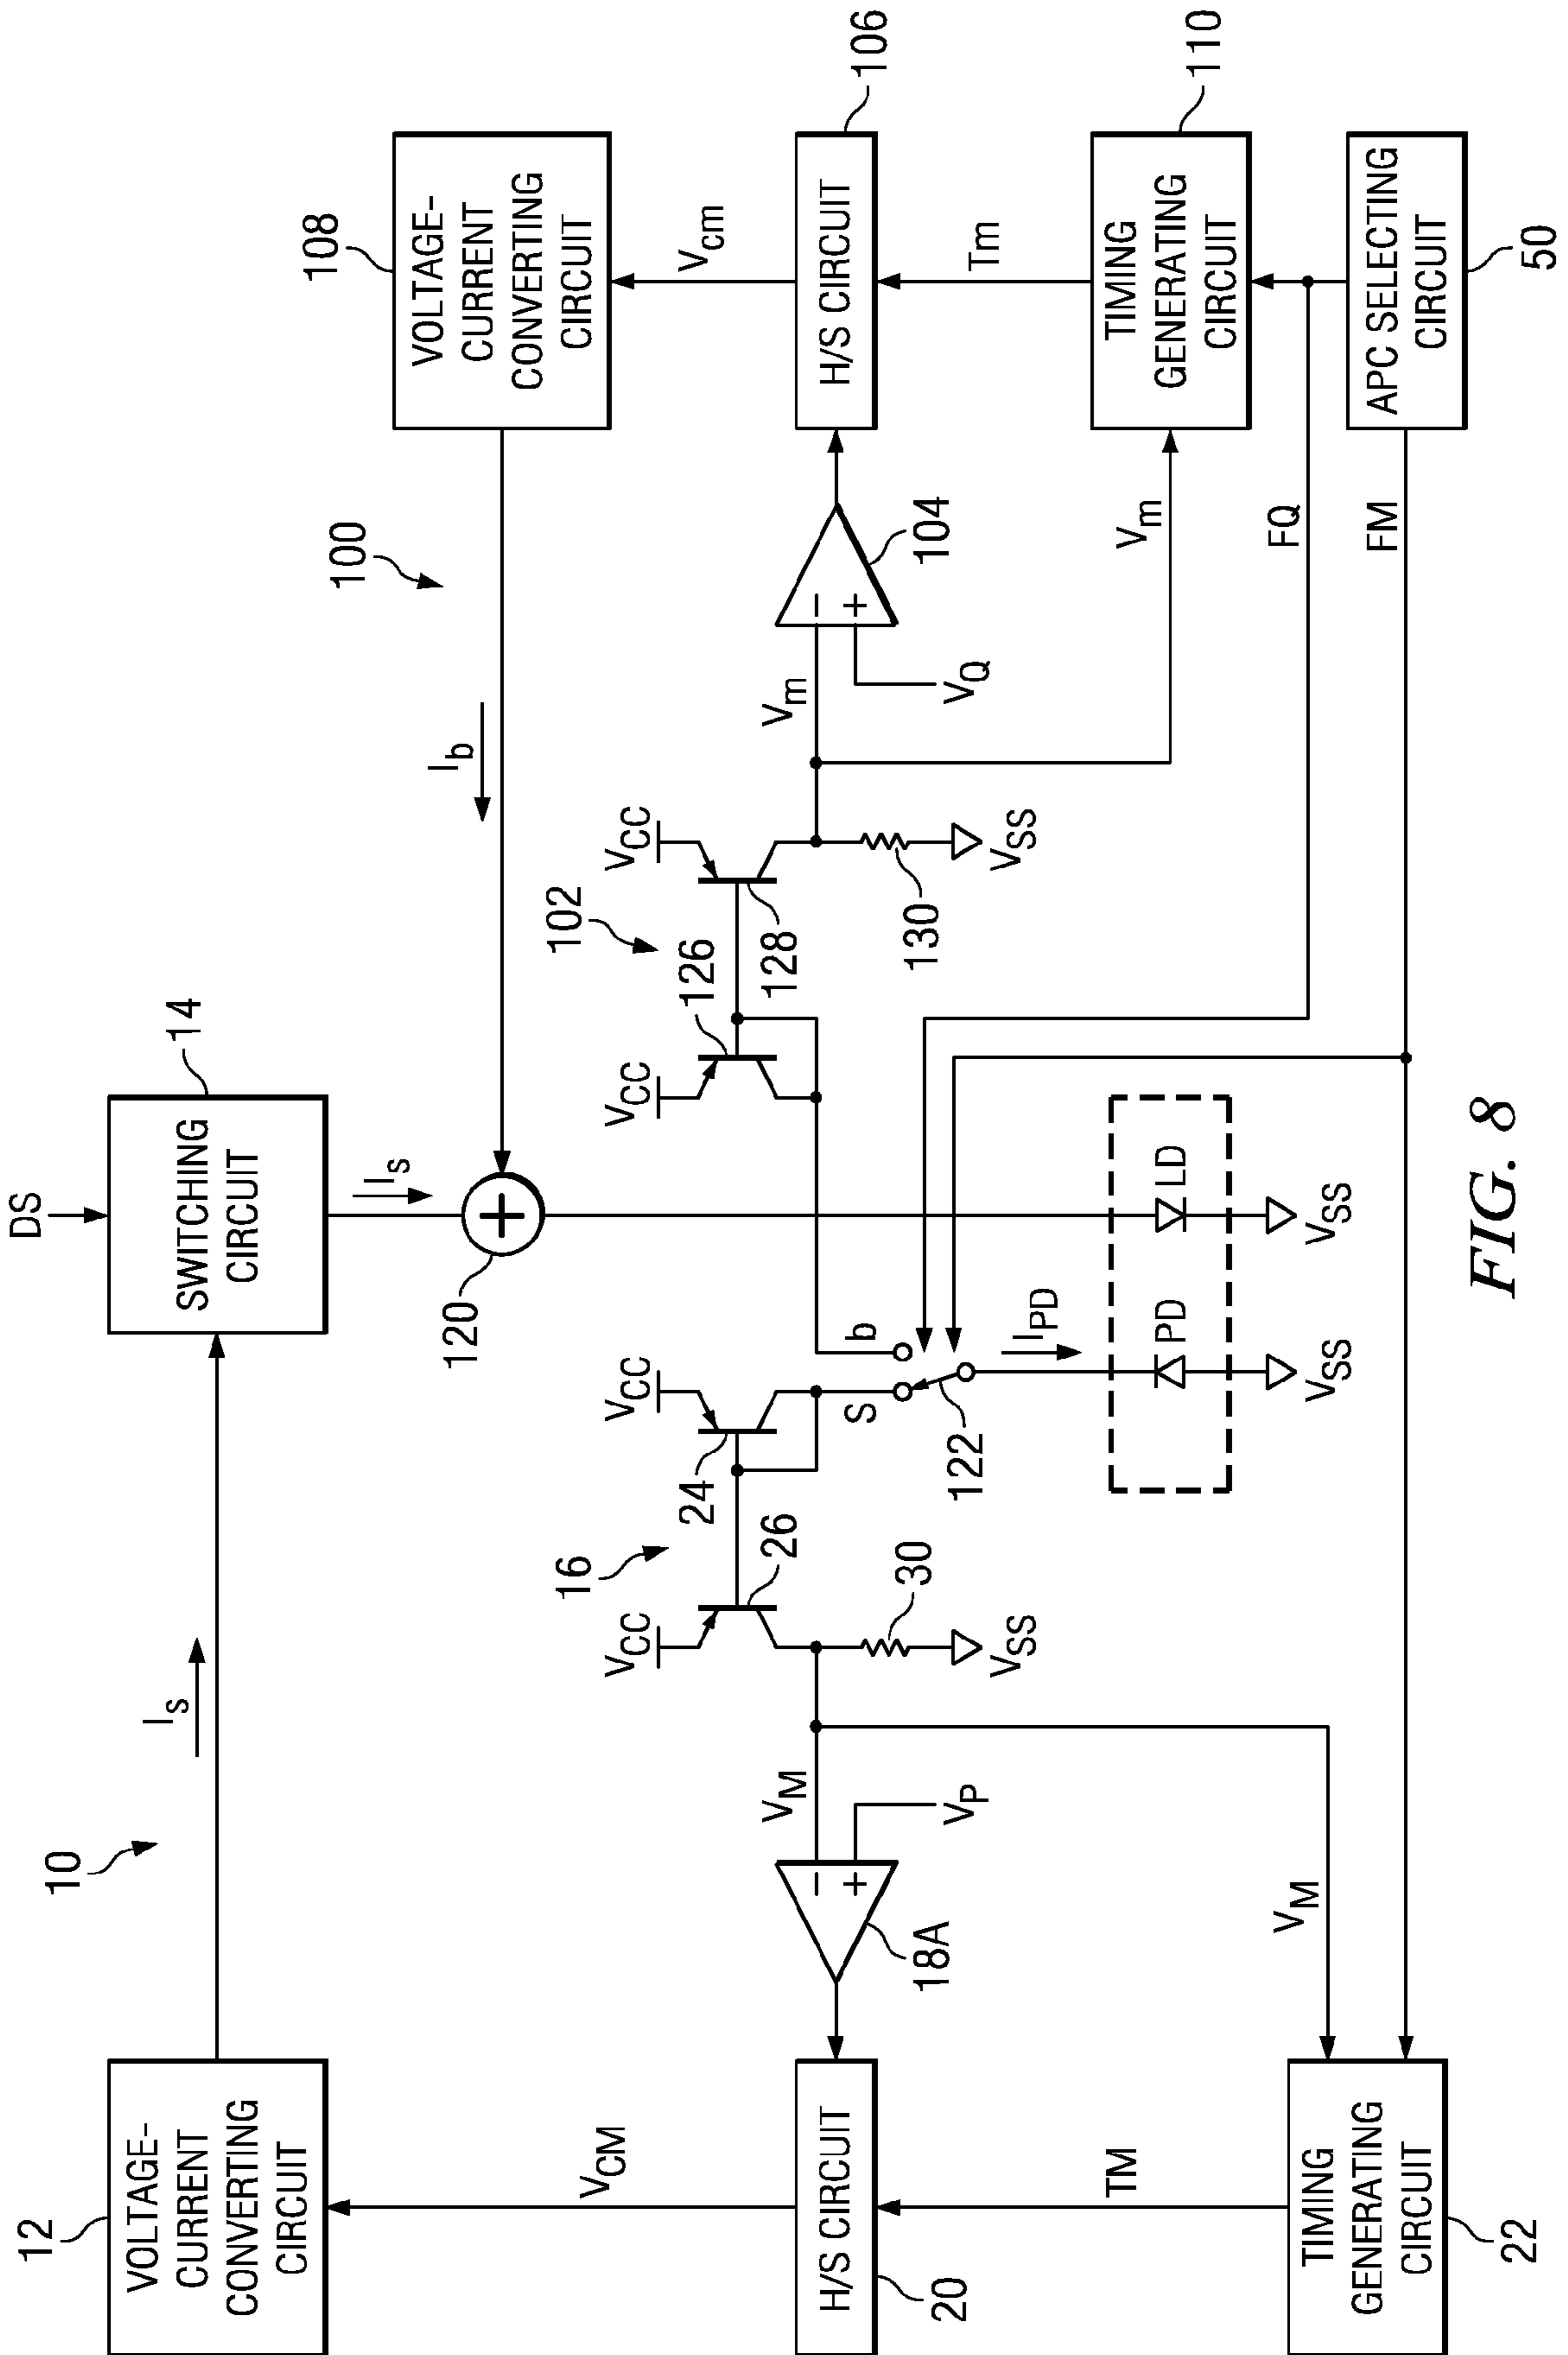 DS
10
12
VOLTAGE-
CURRENT
CONVERTING
CIRCUIT
Is
SWITCHING
CIRCUIT
14
Is
120
Ib
100
108
VOLTAGE-
CURRENT
CONVERTING
CIRCUIT
VCM
Vcm
16
VCC
26
24
VCC
VCC
126
102
128
VCC
VM
VP
18A
30
VSS
S
b
122
IPD
130
VSS
Vm
VQ
104
H/S CIRCUIT
20
H/S CIRCUIT
106
TM
Tm
VM
PD
LD
VSS
VSS
Vm
FQ
FM
TIMING
GENERATING
CIRCUIT
22
TIMING
GENERATING
CIRCUIT
110
APC SELECTING
CIRCUIT
50
FIG. 8